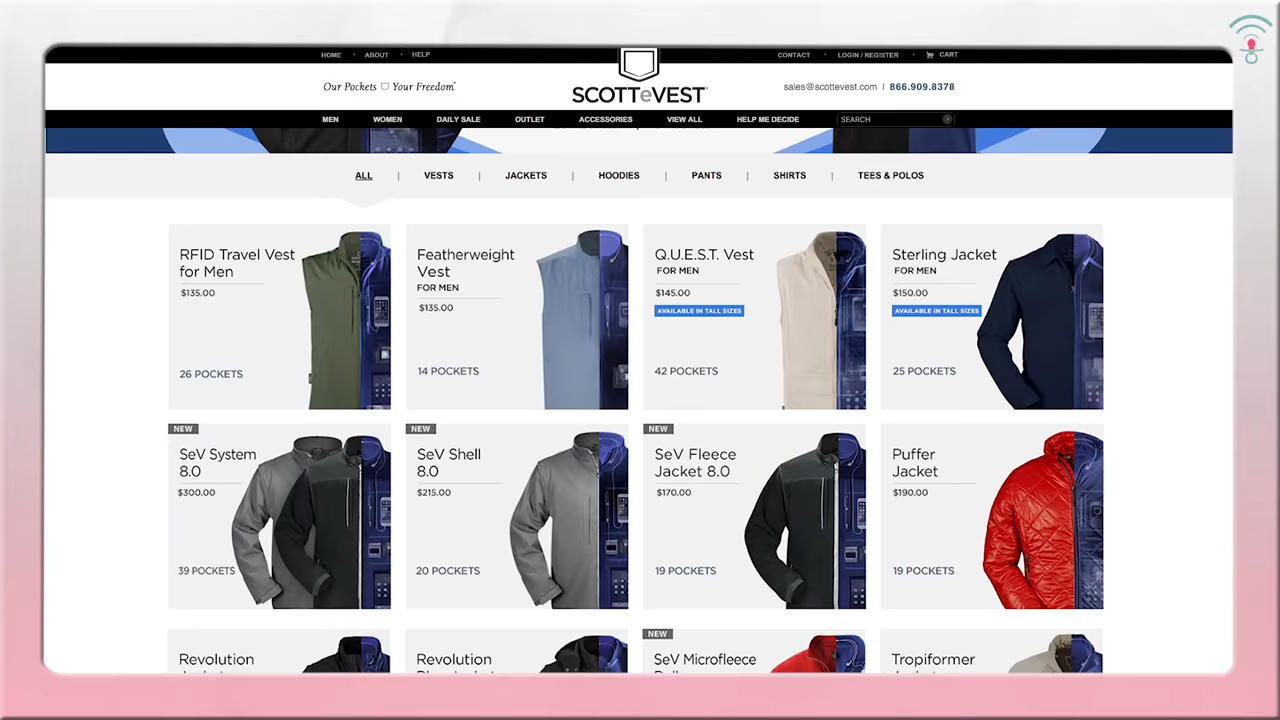 HOME · ABOUT · HELP
CONTACT · LOGIN / REGISTER · CART
Our Pockets Your Freedom™
SCOTTeVEST®
sales@scottevest.com | 866.909.8378
MEN WOMEN DAILY SALE OUTLET ACCESSORIES VIEW ALL HELP ME DECIDE SEARCH
ALL | VESTS | JACKETS | HOODIES | PANTS | SHIRTS | TEES & POLOS
RFID Travel Vest
for Men
$135.00
26 POCKETS
Featherweight
Vest
FOR MEN
$135.00
14 POCKETS
Q.U.E.S.T. Vest
FOR MEN
$145.00
AVAILABLE IN TALL SIZES
42 POCKETS
Sterling Jacket
FOR MEN
$150.00
AVAILABLE IN TALL SIZES
25 POCKETS
NEW
SeV System
8.0
$300.00
39 POCKETS
NEW
SeV Shell
8.0
$215.00
20 POCKETS
NEW
SeV Fleece
Jacket 8.0
$170.00
19 POCKETS
Puffer
Jacket
$190.00
19 POCKETS
Revolution
Revolution
NEW
SeV Microfleece
Tropiformer